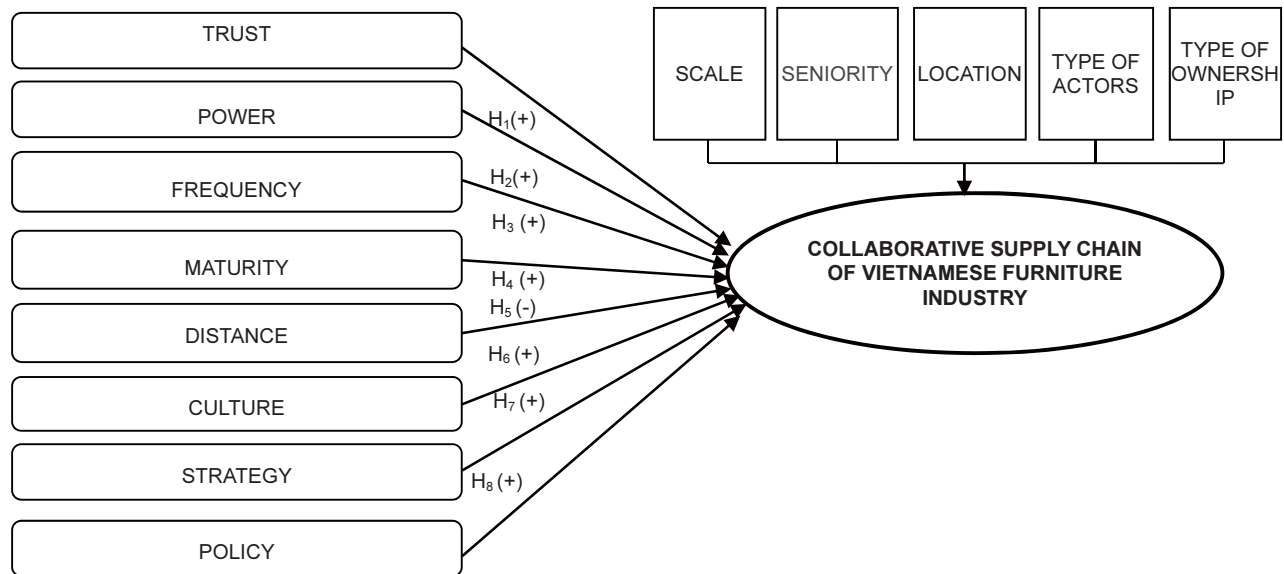 TRUST
POWER
FREQUENCY
MATURITY
DISTANCE
CULTURE
STRATEGY
POLICY
H₁(+)
H₂(+)
H₃ (+)
H₄ (+)
H₅ (-)
H₆ (+)
H₇ (+)
H₈ (+)
SCALE
SENIORITY
LOCATION
TYPE OF
ACTORS
TYPE OF
OWNERSH
IP
COLLABORATIVE SUPPLY CHAIN
OF VIETNAMESE FURNITURE
INDUSTRY